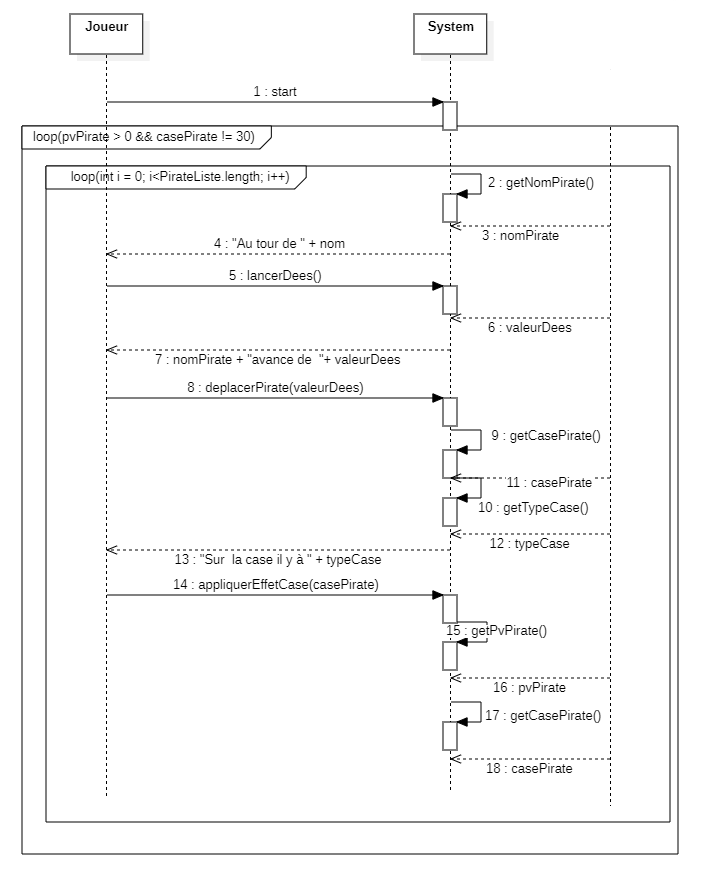 Joueur
System
1 : start
loop(pvPirate > 0 && casePirate != 30)
loop(int i = 0; i<PirateListe.length; i++)
2 : getNomPirate()
3 : nomPirate
4 : "Au tour de " + nom
5 : lancerDees()
6 : valeurDees
7 : nomPirate + "avance de  "+ valeurDees
8 : deplacerPirate(valeurDees)
9 : getCasePirate()
11 : casePirate
10 : getTypeCase()
12 : typeCase
13 : "Sur  la case il y à " + typeCase
14 : appliquerEffetCase(casePirate)
15 : getPvPirate()
16 : pvPirate
17 : getCasePirate()
18 : casePirate